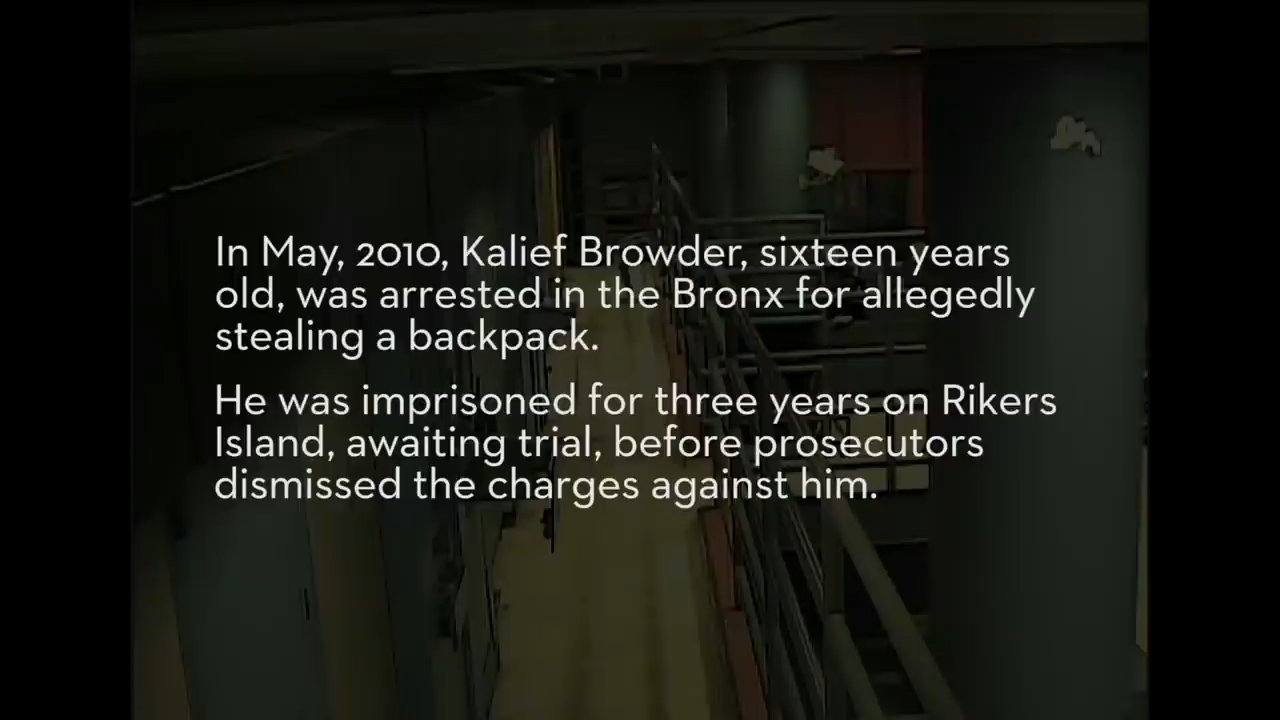 In May, 2010, Kalief Browder, sixteen years
old, was arrested in the Bronx for allegedly
stealing a backpack.
He was imprisoned for three years on Rikers
Island, awaiting trial, before prosecutors
dismissed the charges against him.